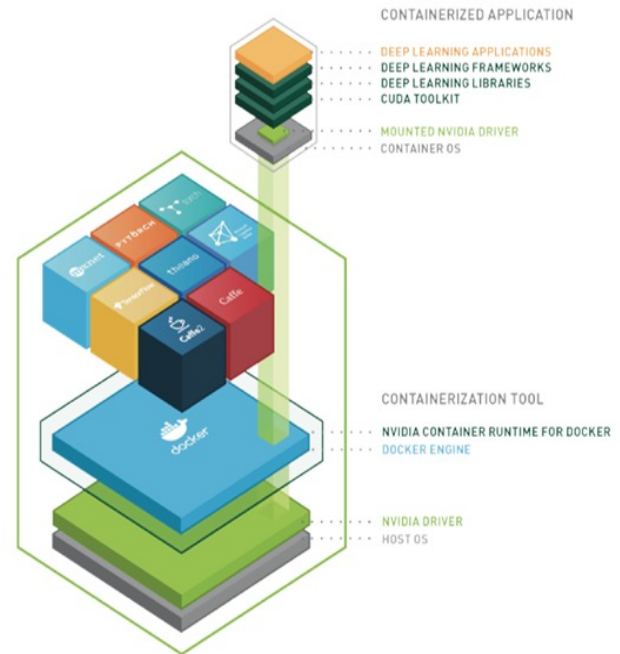 CONTAINERIZED APPLICATION
DEEP LEARNING APPLICATIONS
DEEP LEARNING FRAMEWORKS
DEEP LEARNING LIBRARIES
CUDA TOOLKIT
MOUNTED NVIDIA DRIVER
CONTAINER OS
torch
PYTORCH
mxnet
theano
TensorFlow
Caffe
Caffe2
docker
CONTAINERIZATION TOOL
NVIDIA CONTAINER RUNTIME FOR DOCKER
DOCKER ENGINE
NVIDIA DRIVER
HOST OS